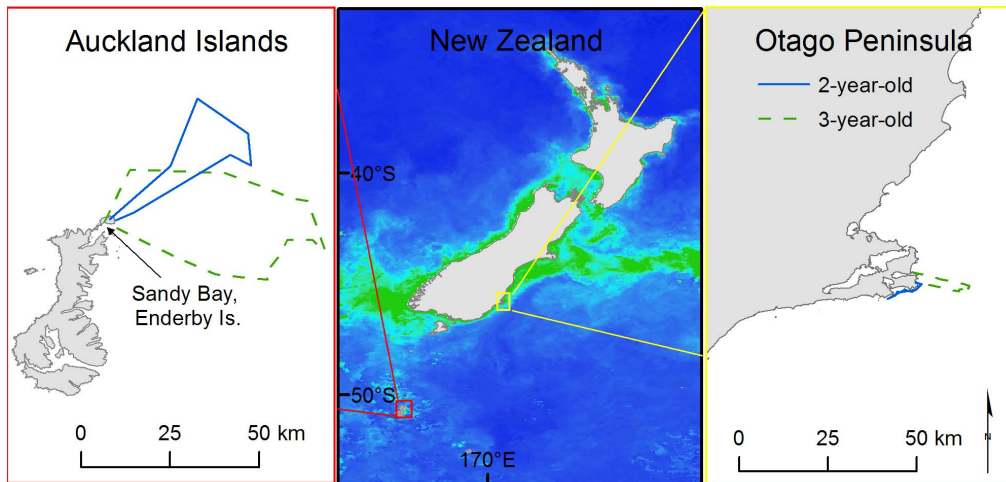 Auckland Islands
Sandy Bay,
Enderby Is.
0 25 50 km
New Zealand
40°S
50°S
170°E
Otago Peninsula
2-year-old
3-year-old
0 25 50 km
N